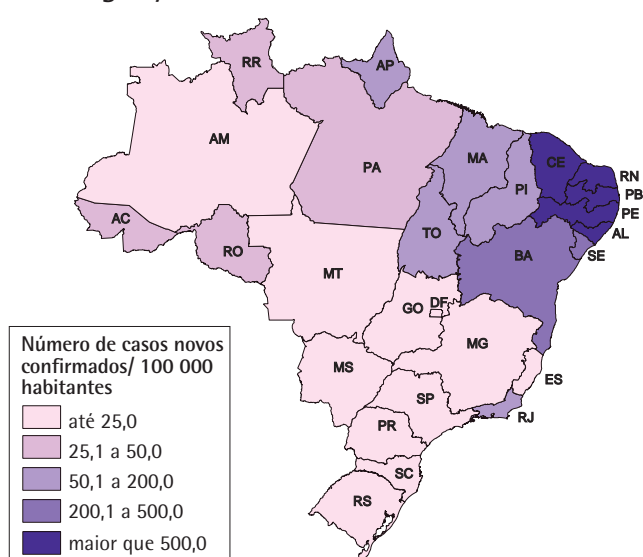 RR
AP
AM
PA
MA
CE
RN
PI
PB
PE
AC
AL
TO
RO
SE
BA
MT
DF
GO
MG
MS
ES
SP
RJ
PR
SC
RS
Número de casos novos
confirmados/ 100 000
habitantes
até 25,0
25,1 a 50,0
50,1 a 200,0
200,1 a 500,0
maior que 500,0